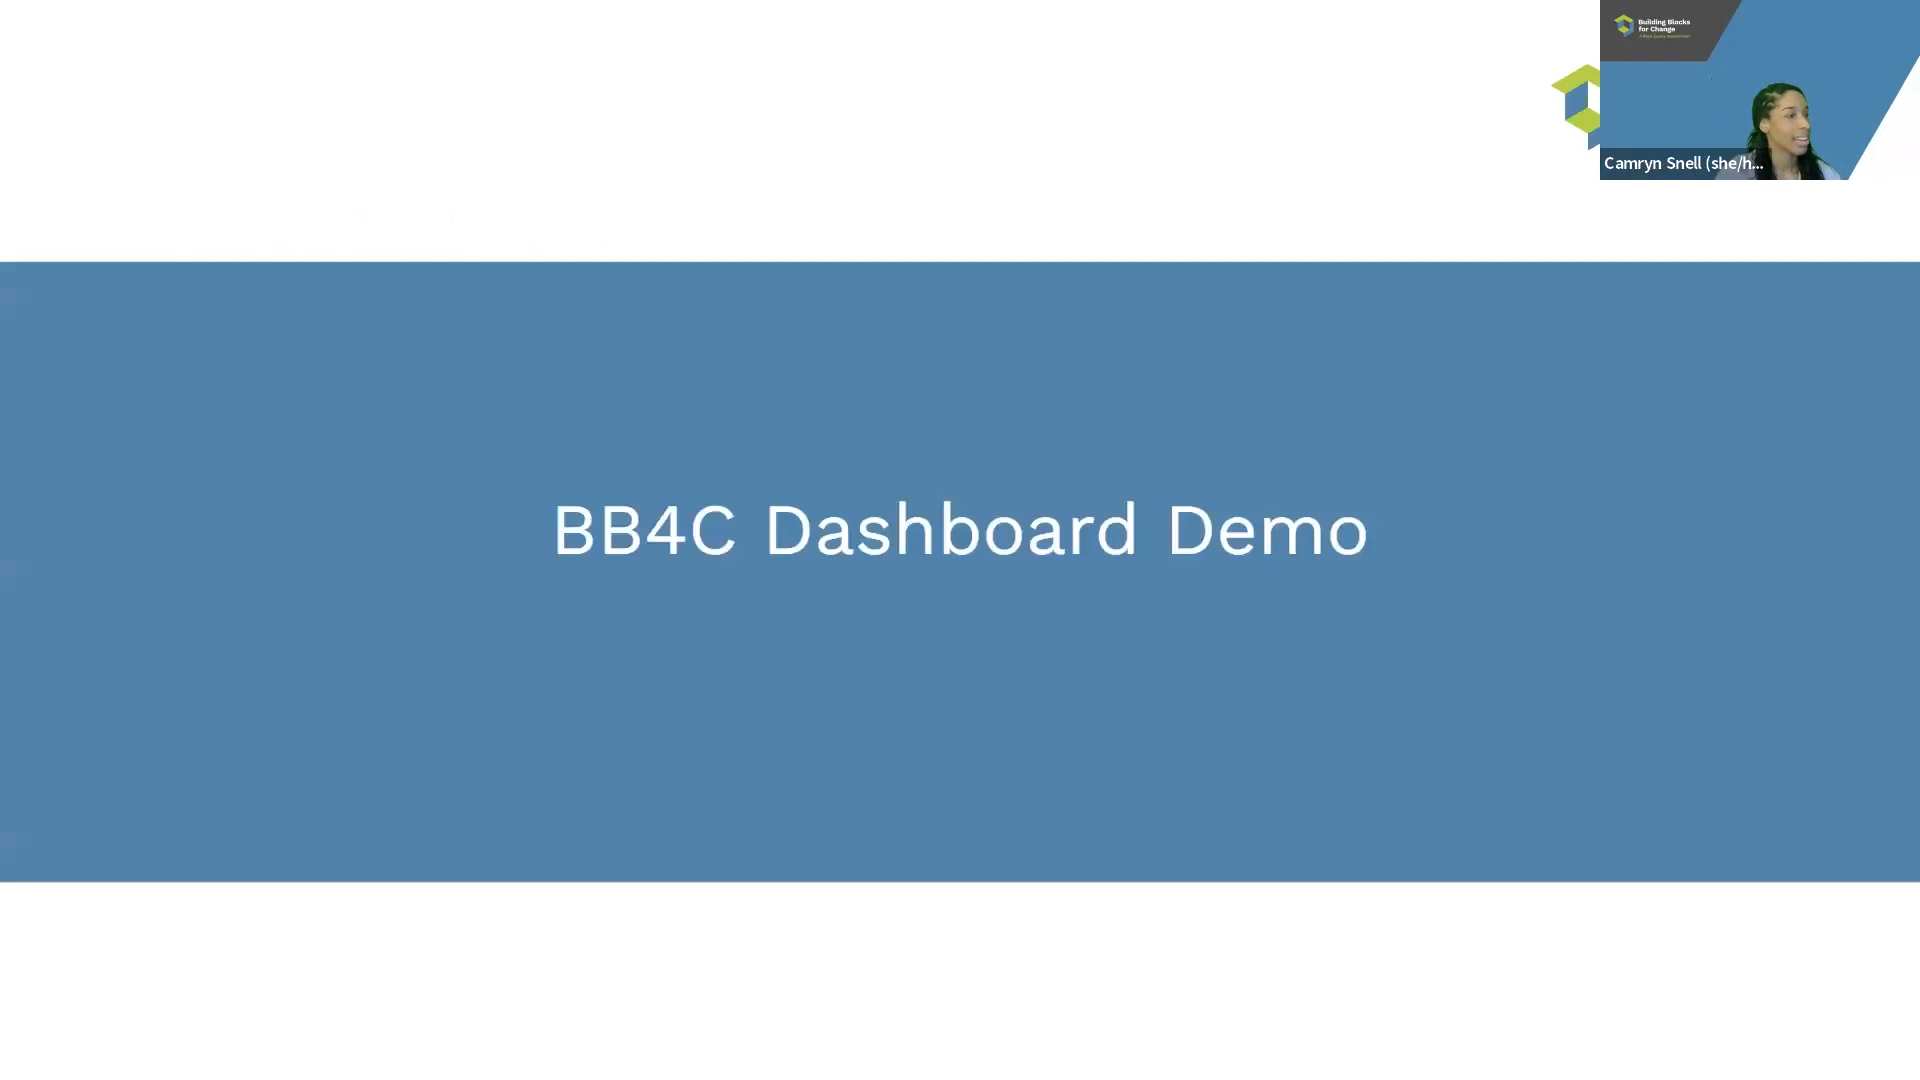 Building Blocks
for Change
Camryn Snell (she/h...
BB4C Dashboard Demo